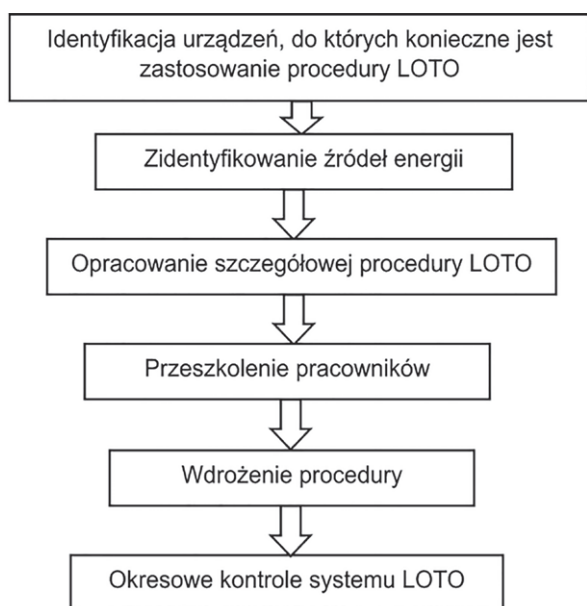 Identyfikacja urządzeń, do których konieczne jest
zastosowanie procedury LOTO
Zidentyfikowanie źródeł energii
Opracowanie szczegółowej procedury LOTO
Przeszkolenie pracowników
Wdrożenie procedury
Okresowe kontrole systemu LOTO